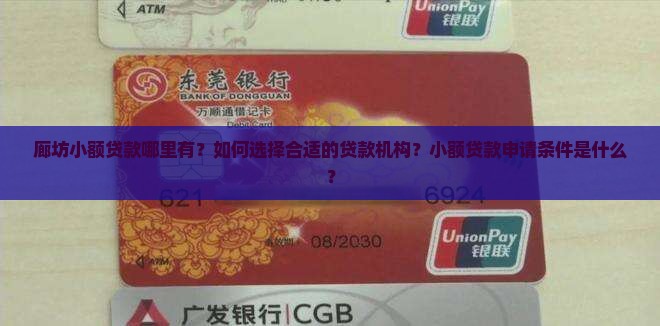 ATM
UnionPay
银联
东莞银行
BANK OF DONGGUAN
万顺通借记卡
Debit Card
廊坊小额贷款哪里有？如何选择合适的贷款机构？小额贷款申请条件是什么
？
621 6924
08/2030
ATM
UnionPay
银联
广发银行|CGB